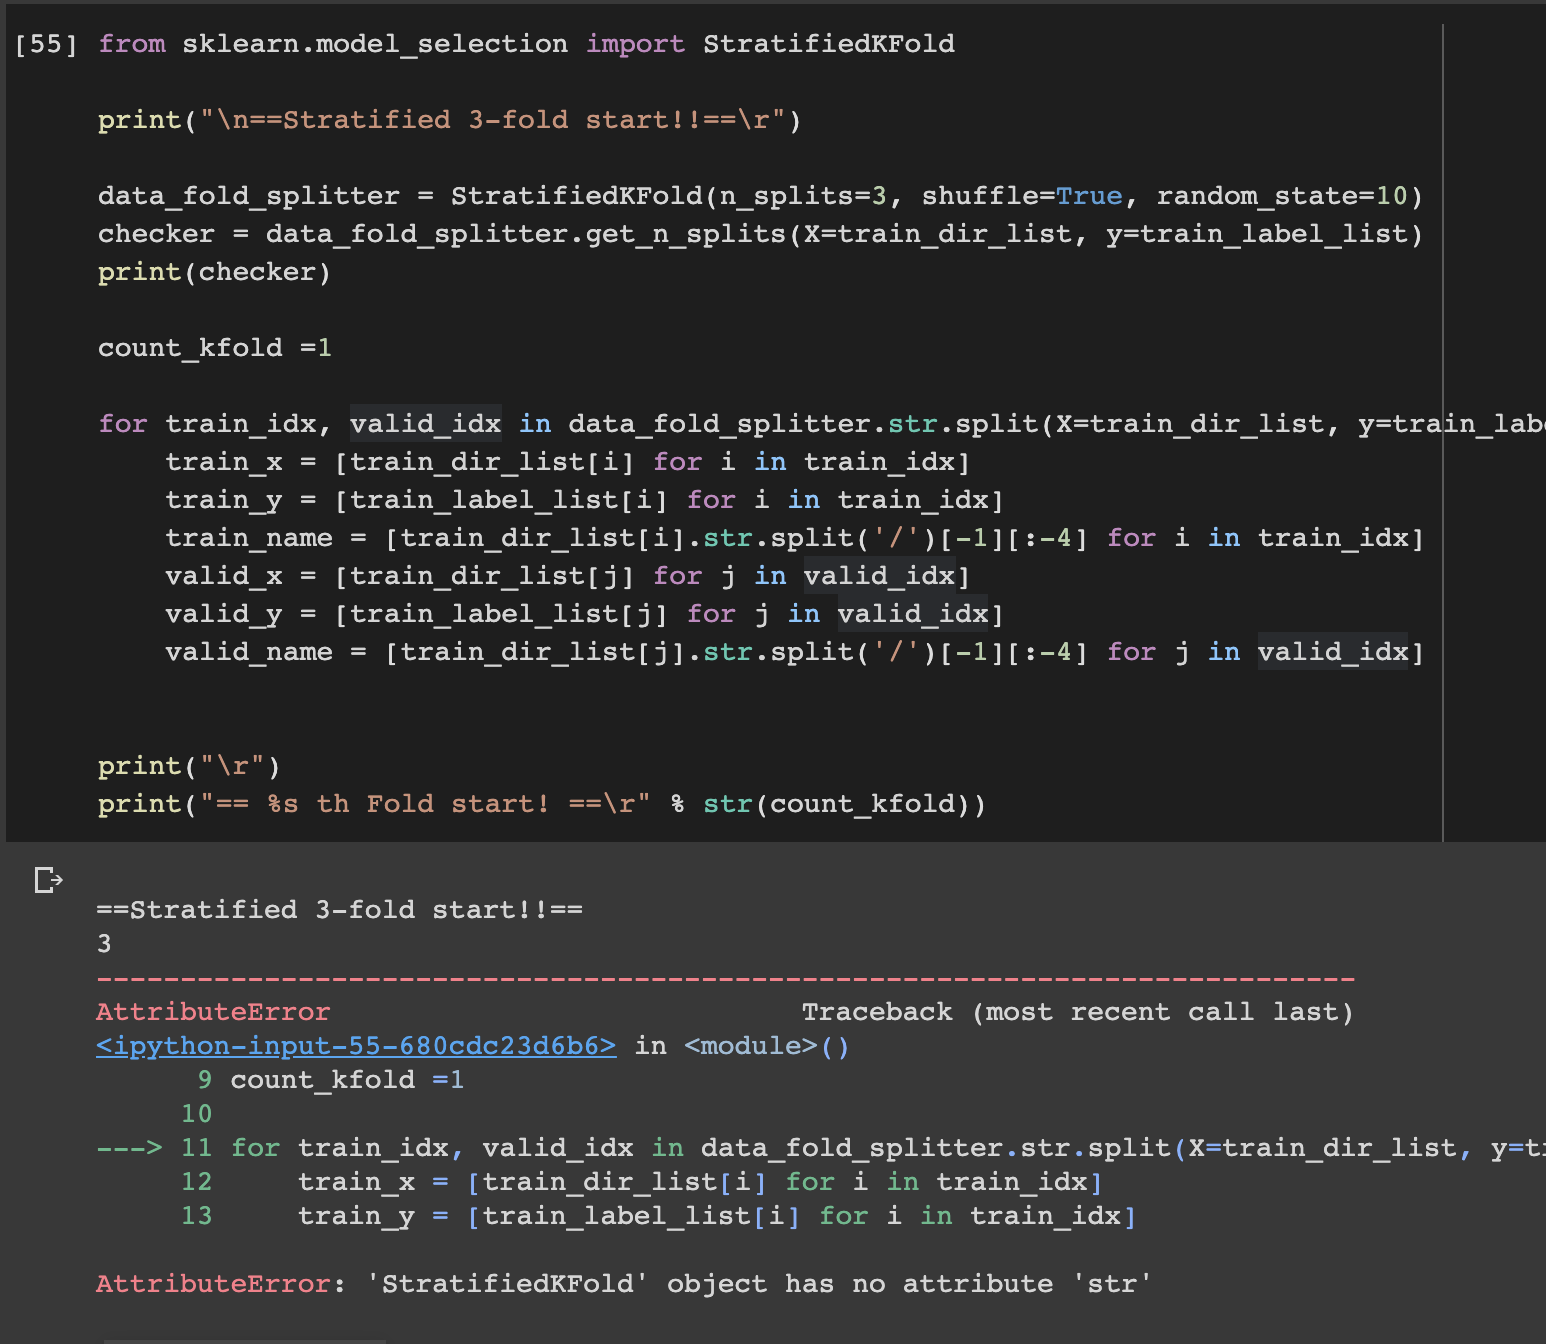 [55] from sklearn.model_selection import StratifiedKFold
print("\n==Stratified 3-fold start!!==\r")
data_fold_splitter = StratifiedKFold(n_splits=3, shuffle=True, random_state=10)
checker = data_fold_splitter.get_n_splits(X=train_dir_list, y=train_label_list)
print(checker)
count_kfold =1
for train_idx, valid_idx in data_fold_splitter.str.split(X=train_dir_list, y=train_lab
    train_x = [train_dir_list[i] for i in train_idx]
    train_y = [train_label_list[i] for i in train_idx]
    train_name = [train_dir_list[i].str.split('/')[-1][:-4] for i in train_idx]
    valid_x = [train_dir_list[j] for j in valid_idx]
    valid_y = [train_label_list[j] for j in valid_idx]
    valid_name = [train_dir_list[j].str.split('/')[-1][:-4] for j in valid_idx]
print("\r")
print("== %s th Fold start! ==\r" % str(count_kfold))
==Stratified 3-fold start!!==
3
---------------------------------------------------------------------------
AttributeError                            Traceback (most recent call last)
<ipython-input-55-680cdc23d6b6> in <module>()
      9 count_kfold =1
     10
---> 11 for train_idx, valid_idx in data_fold_splitter.str.split(X=train_dir_list, y=t
     12     train_x = [train_dir_list[i] for i in train_idx]
     13     train_y = [train_label_list[i] for i in train_idx]
AttributeError: 'StratifiedKFold' object has no attribute 'str'